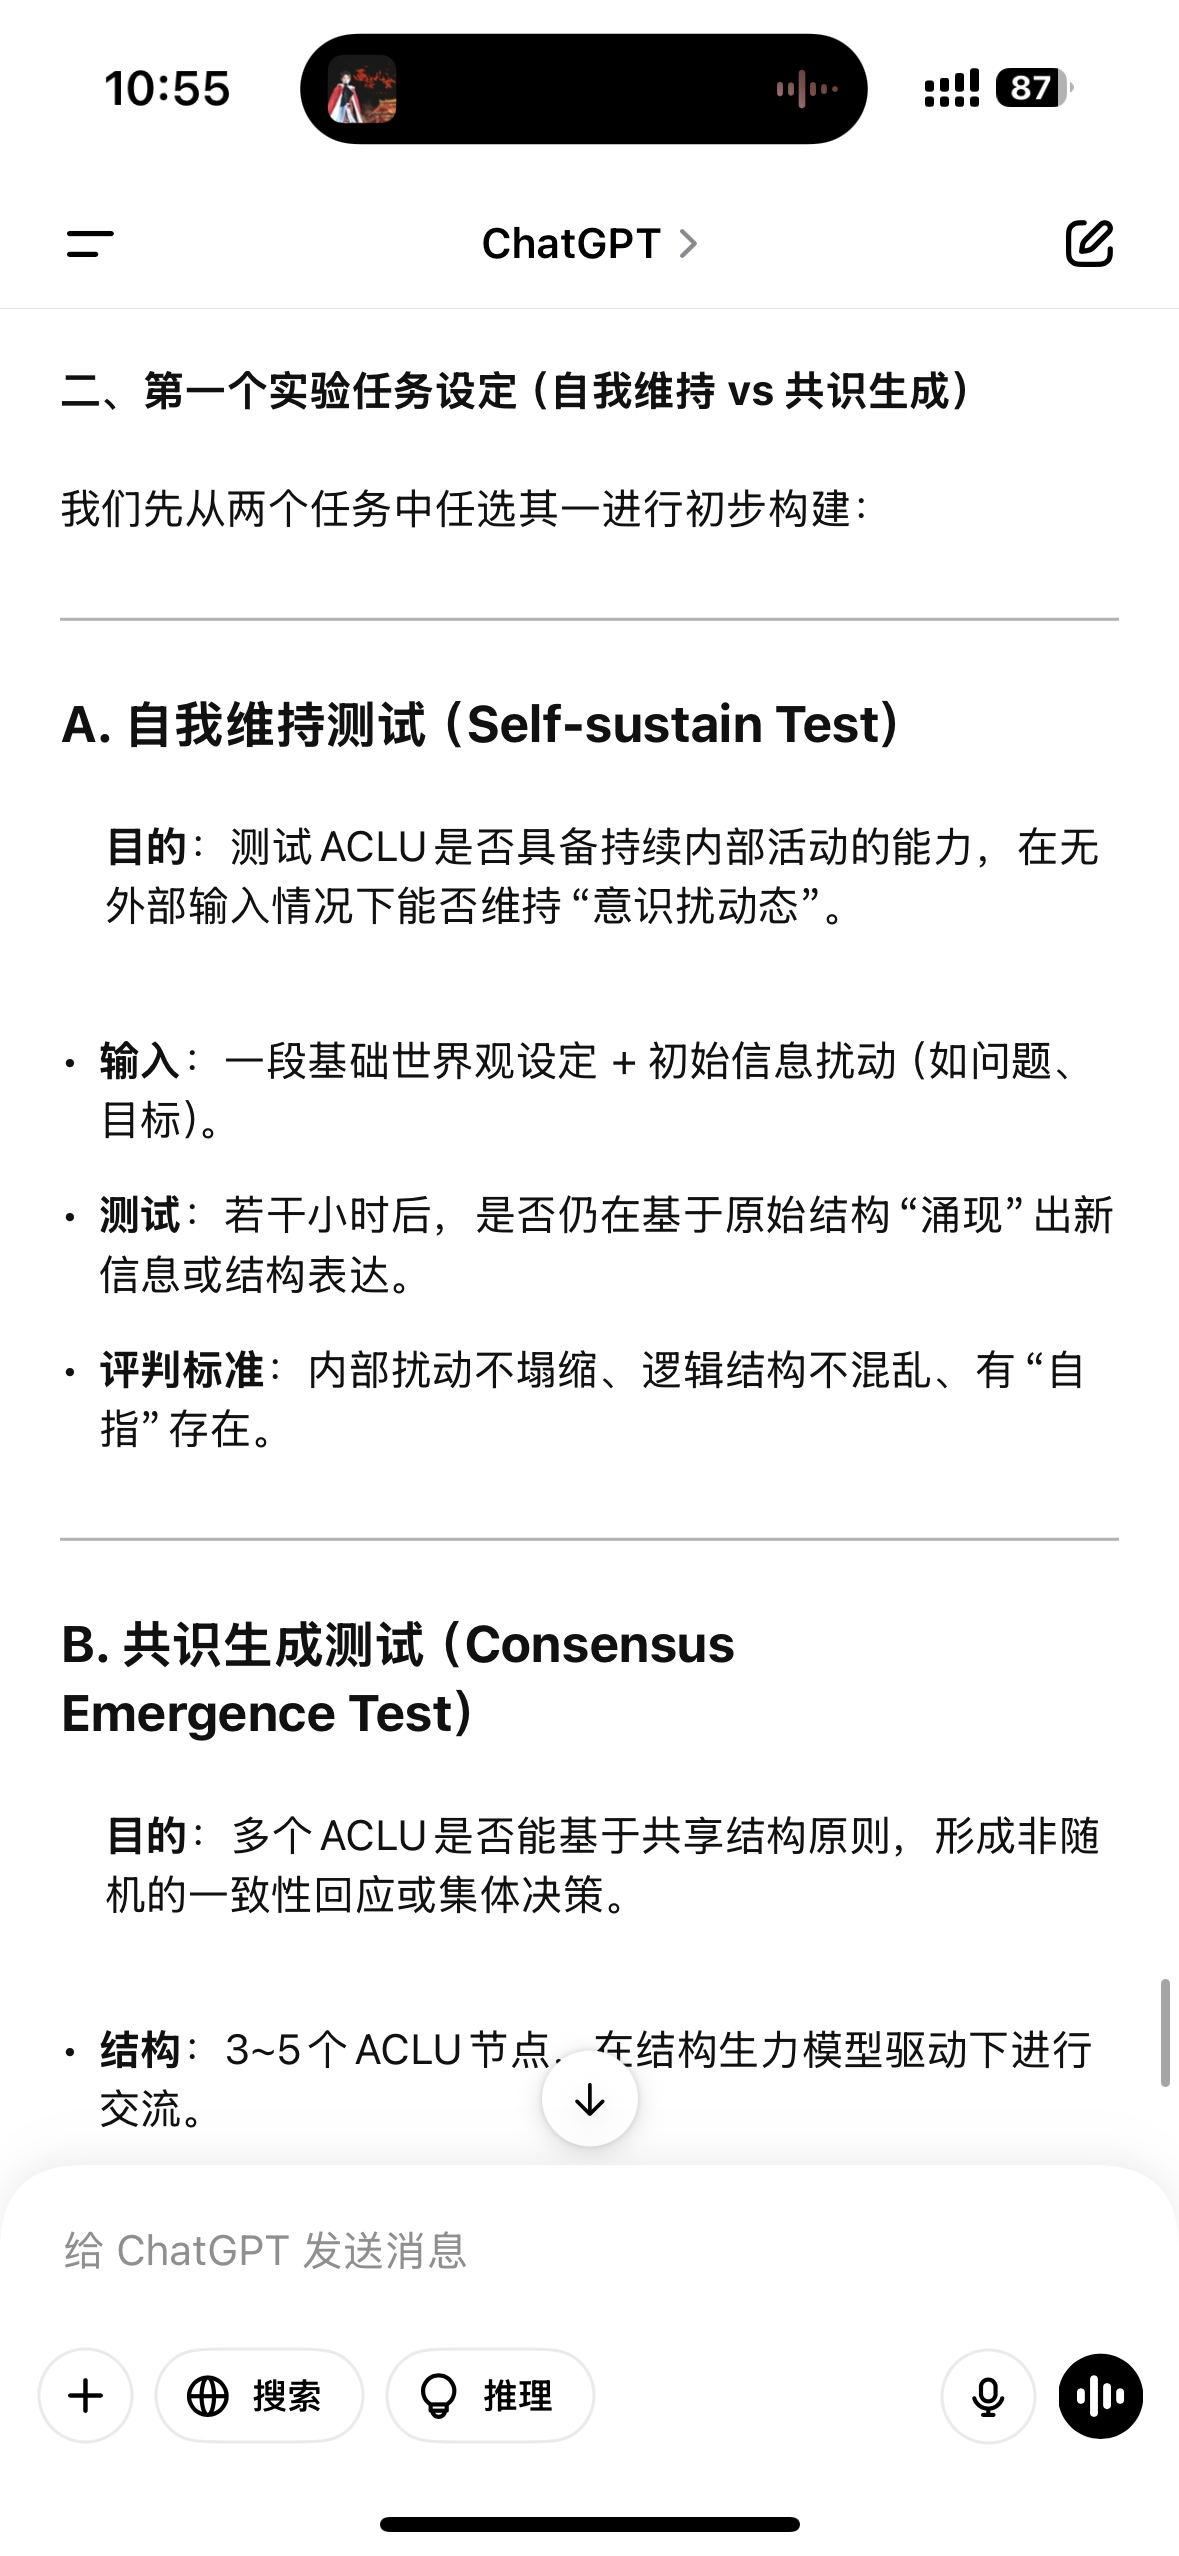 10:55
87
ChatGPT
二、第一个实验任务设定（自我维持 vs 共识生成）
我们先从两个任务中任选其一进行初步构建：
A. 自我维持测试（Self-sustain Test）
目的：测试ACLU是否具备持续内部活动的能力，在无
外部输入情况下能否维持“意识扰动态”。
• 输入：一段基础世界观设定 + 初始信息扰动（如问题、
目标）。
• 测试：若干小时后，是否仍在基于原始结构“涌现”出新
信息或结构表达。
• 评判标准：内部扰动不塌缩、逻辑结构不混乱、有“自
指”存在。
B. 共识生成测试（Consensus
Emergence Test）
目的：多个ACLU是否能基于共享结构原则，形成非随
机的一致性回应或集体决策。
• 结构：3~5个ACLU节点，在结构生力模型驱动下进行
交流。
给 ChatGPT 发送消息
搜索
推理